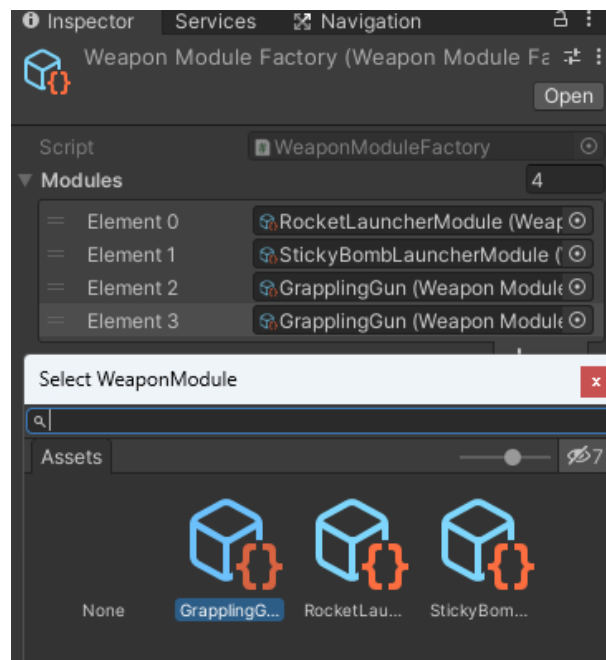 Inspector Services Navigation
Weapon Module Factory (Weapon Module Fa
Open
Script WeaponModuleFactory
Modules 4
Element 0 RocketLauncherModule (Weap
Element 1 StickyBombLauncherModule (
Element 2 GrapplingGun (Weapon Module
Element 3 GrapplingGun (Weapon Module
Select WeaponModule x
Assets 7
None GrapplingG... RocketLau... StickyBom...